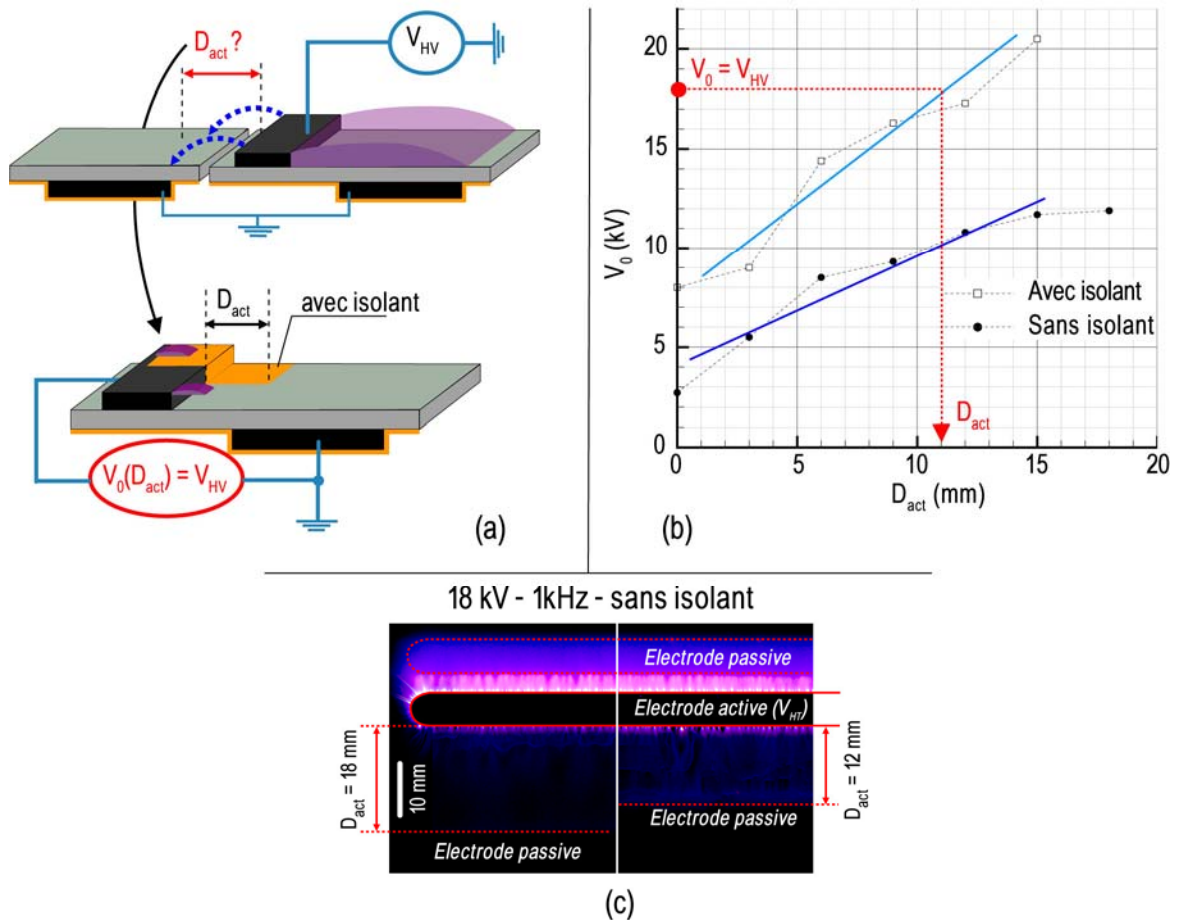 D_act ?
V_HV
D_act
avec isolant
V_0(D_act) = V_HV
(a)
V_0 (kV)
20
15
10
5
0
V_0 = V_HV
Avec isolant
Sans isolant
D_act
0
5
10
15
20
D_act (mm)
(b)
18 kV - 1kHz - sans isolant
Electrode passive
Electrode active (V_HT)
D_act = 18 mm
10 mm
D_act = 12 mm
Electrode passive
Electrode passive
(c)